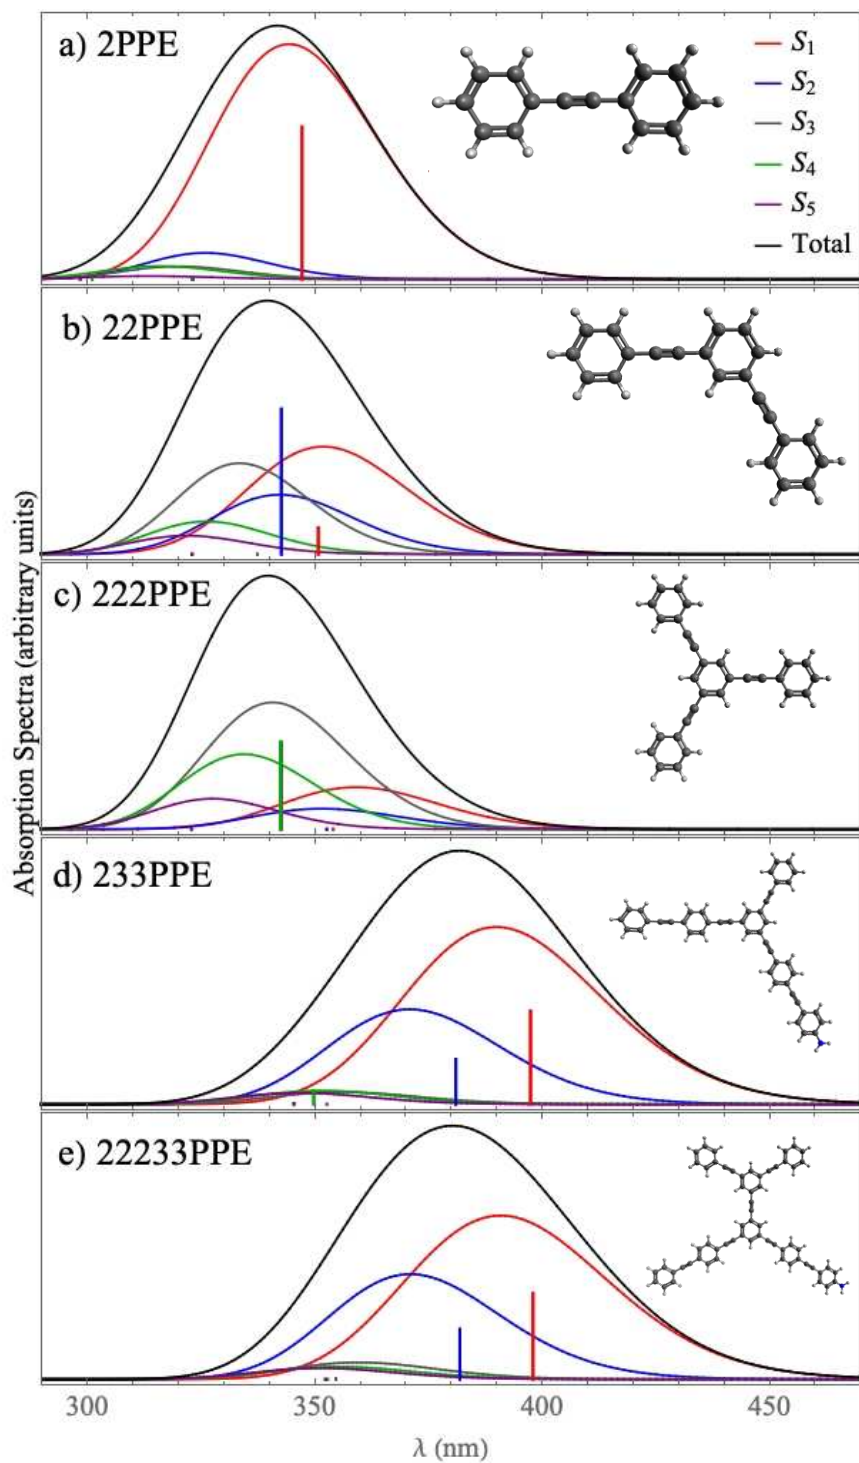 a) 2PPE
S₁
S₂
S₃
S₄
S₅
Total
b) 22PPE
c) 222PPE
d) 233PPE
e) 22233PPE
Absorption Spectra (arbitrary units)
300 350 400 450
λ (nm)